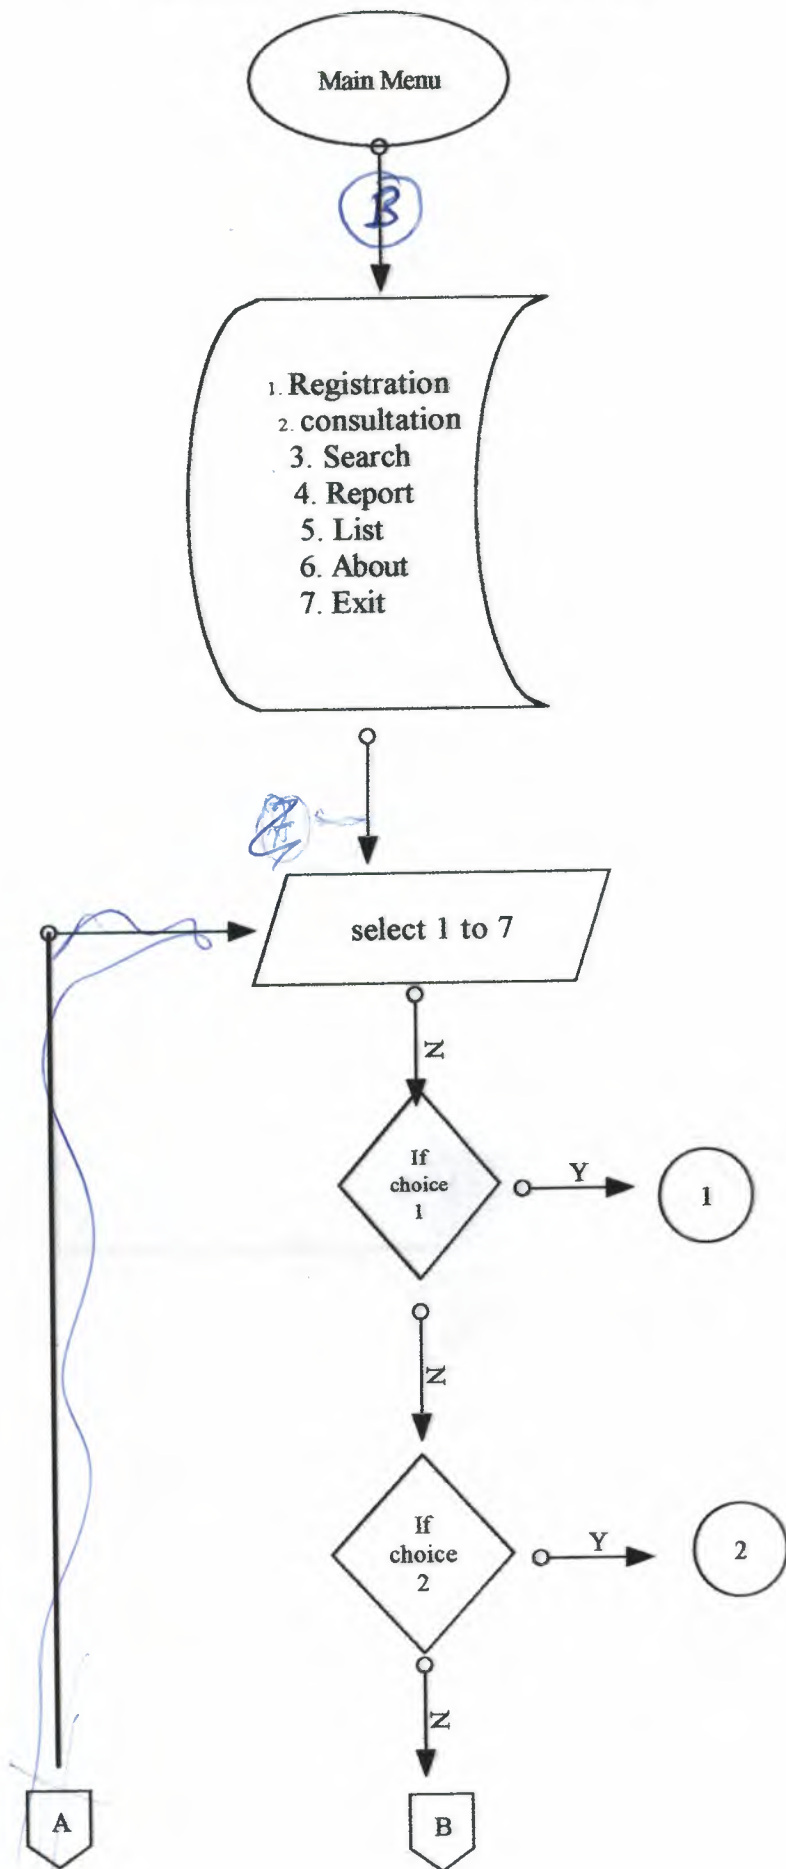 Main Menu
B
1. Registration
2. consultation
3. Search
4. Report
5. List
6. About
7. Exit
select 1 to 7
N
If
choice
1
Y
1
N
If
choice
2
Y
2
N
A
B